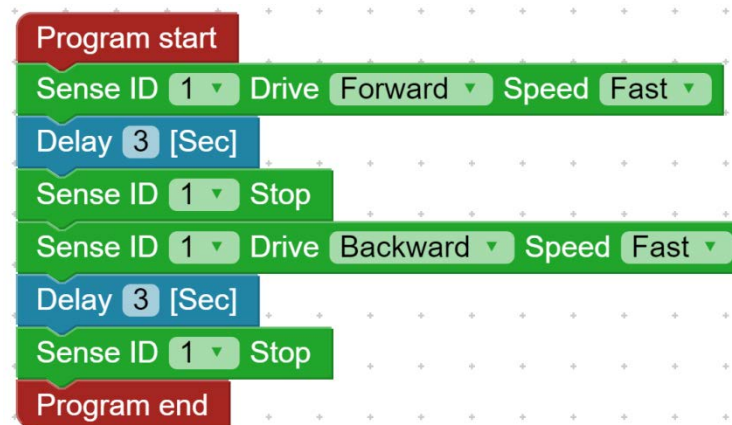 Program start
Sense ID 1 Drive Forward Speed Fast
Delay 3 [Sec]
Sense ID 1 Stop
Sense ID 1 Drive Backward Speed Fast
Delay 3 [Sec]
Sense ID 1 Stop
Program end